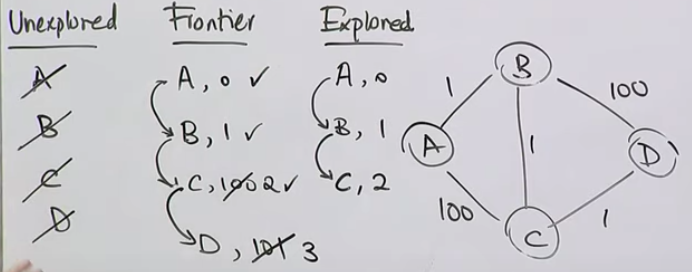 Unexplored Frontier Explored
A A, 0 ✓ A, 0
B B, 1 ✓ B, 1
C C, 100 2 ✓ C, 2
D D, 101 3
B
1 100
A 1 D
100 1
C